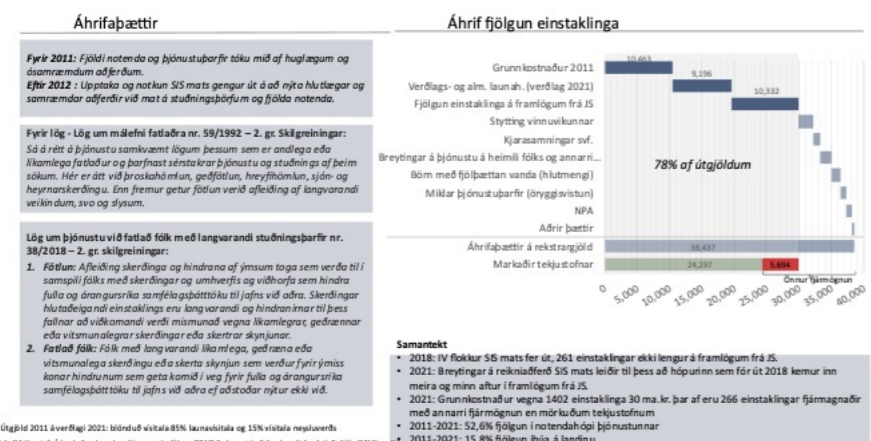 Áhrifaþættir
Fyrir 2011: Fjöldi notenda og þjónustuþarfir tóku mið af huglægum og
ósamræmdum aðferðum.
Eftir 2012 : Upptaka og notkun SIS mats gengur út á að nýta hlutlægar og
samræmdar aðferðir við mat á stuðningsþörfum og fjölda notenda.
Fyrir lög - Lög um málefni fatlaðra nr. 59/1992 – 2. gr. Skilgreiningar:
Sá á rétt á þjónustu samkvæmt lögum þessum sem er andlega eða
líkamlega fatlaður og þarfnast sérstakrar þjónustu og stuðnings af þeim
sökum. Hér er átt við þroskahömlun, geðfötlun, hreyfihömlun, sjón- og
heyrnarskerðingu. Enn fremur getur fötlun verið afleiðing af langvarandi
veikindum, svo og slysum.
Lög um þjónustu við fatlað fólk með langvarandi stuðningsþarfir nr.
38/2018 – 2. gr. skilgreiningar:
1. Fötlun: Afleiðing skerðinga og hindrana af ýmsum toga sem verða til í
samspili fólks með skerðingar og umhverfis og viðhorfa sem hindra
fulla og árangursríka samfélagsþátttöku til jafns við aðra. Skerðingar
hlutaðeigandi einstaklings eru langvarandi og hindranirnar til þess
fallnar að viðkomandi verði mismunað vegna líkamlegrar, geðrænnar
eða vitsmunalegrar skerðingar eða skertrar skynjunar.
2. Fatlað fólk: Fólk með langvarandi líkamlega, geðræna eða
vitsmunalega skerðingu eða skerta skynjun sem verður fyrir ýmiss
konar hindrunum sem geta komið í veg fyrir fulla og árangursríka
samfélagsþátttöku til jafns við aðra ef aðstoðar nýtur ekki við.
Útgjöld 2011 á verðlagi 2021: blönduð vísitala 85% launavísitala og 15% vísitala neysluverðs
Áhrif fjölgun einstaklinga
Grunnkostnaður 2011
10,463
Verðlags- og alm. launah. (verðlag 2021)
9,196
Fjölgun einstaklinga á framlögum frá JS
10,332
Stytting vinnuvikunnar
Kjarasamningar svf.
Breytingar á þjónustu á heimili fólks og annarri...
78% af útgjöldum
Börn með fjölþættan vanda (hlutmengi)
Miklar þjónustuþarfir (öryggisvistun)
NPA
Aðrir þættir
Áhrifaþættir á rekstrargjöld
38,437
Markaðir tekjustofnar
24,297
5.694
Önnur fjármögnun
0 5,000 10,000 15,000 20,000 25,000 30,000 35,000 40,000
Samantekt
• 2018: IV flokkur SIS mats fer út, 261 einstaklingar ekki lengur á framlögum frá JS.
• 2021: Breytingar á reikniaðferð SIS mats leiðir til þess að hópurinn sem fór út 2018 kemur inn
meira og minn aftur í framlögum frá JS.
• 2021: Grunnkostnaður vegna 1402 einstaklinga 30 ma.kr. þar af eru 266 einstaklingar fjármagnaðir
með annarri fjármögnun en mörkuðum tekjustofnum
• 2011-2021: 52,6% fjölgun í notendahópi þjónustunnar
• 2011-2021: 15,8% fjölgun íbúa á landinu